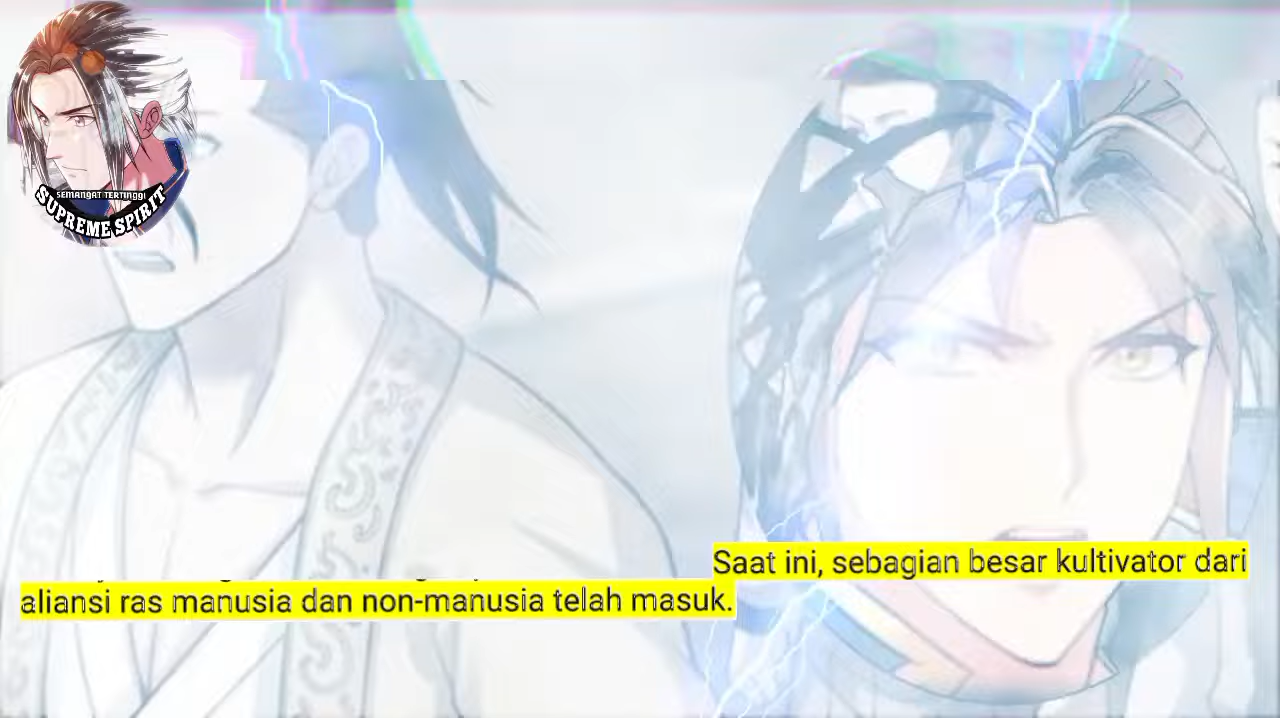 SEMANGAT TERTINGGI
SUPREME SPIRIT
Saat ini, sebagian besar kultivator dari
aliansi ras manusia dan non-manusia telah masuk.